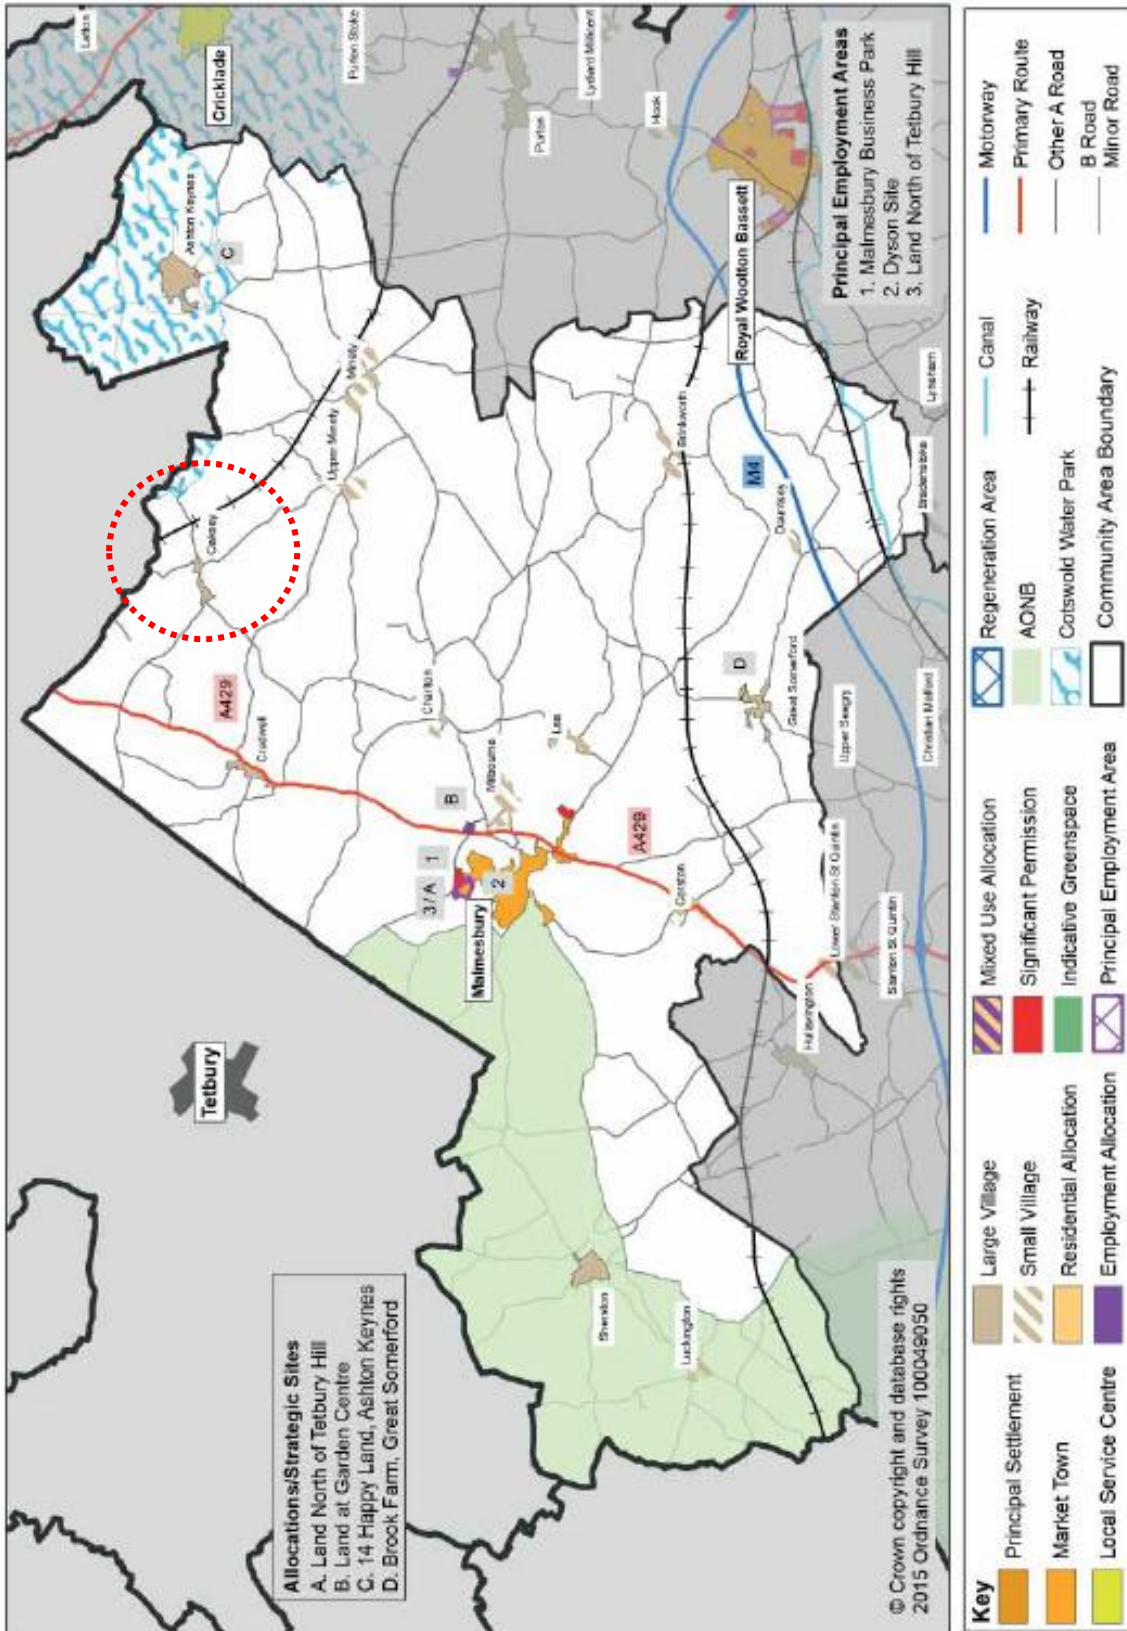 Latton
Cricklade
Purton Stoke
Ashton Keynes
C
Lydiard Millicent
Purton
Hook
Oaksey
Minety
Upper Minety
Royal Wootton Bassett
Principal Employment Areas
1. Malmesbury Business Park
2. Dyson Site
3. Land North of Tetbury Hill
Brinkworth
M4
Dauntsey
Lyneham
Bradenstoke
A429
Crudwell
Charlton
B
Milbourne
Lea
D
Great Somerford
Upper Seagry
Christian Malford
1
3 / A
2
Malmesbury
A429
Corston
Lower Stanton St Quintin
Stanton St Quintin
Hullavington
Tetbury
Sherston
Luckington
Allocations/Strategic Sites
A. Land North of Tetbury Hill
B. Land at Garden Centre
C. 14 Happy Land, Ashton Keynes
D. Brook Farm, Great Somerford
© Crown copyright and database rights
2015 Ordnance Survey 100049050
Key
Principal Settlement
Market Town
Local Service Centre
Large Village
Small Village
Residential Allocation
Employment Allocation
Mixed Use Allocation
Significant Permission
Indicative Greenspace
Principal Employment Area
Regeneration Area
AONB
Cotswold Water Park
Community Area Boundary
Canal
Railway
Motorway
Primary Route
Other A Road
B Road
Minor Road